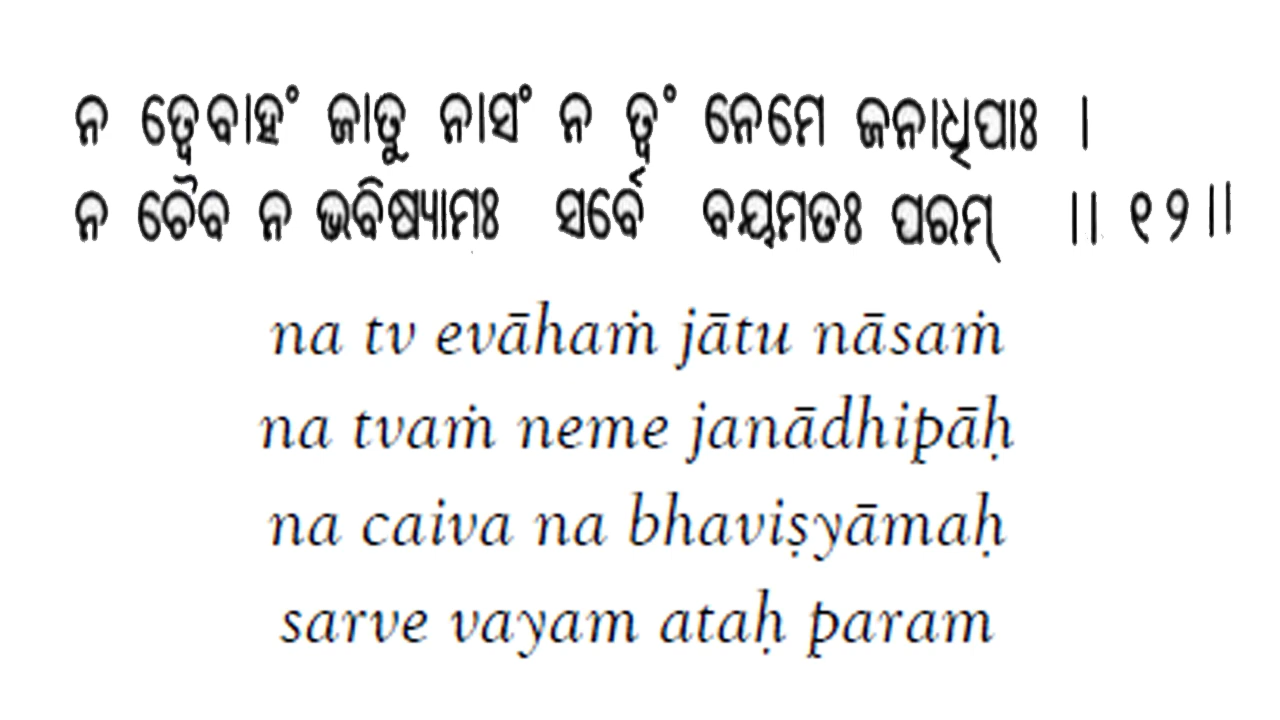 ନ ତ୍ୱେବାହଂ ଜାତୁ ନାସଂ ନ ତ୍ୱଂ ନେମେ ଜନାଧିପାଃ ।
ନ ଚୈବ ନ ଭବିଷ୍ୟାମଃ ସର୍ବେ ବୟମତଃ ପରମ୍ ।। ୧୨ ।।
na tv evāhaṁ jātu nāsaṁ
na tvaṁ neme janādhipāḥ
na caiva na bhaviṣyāmaḥ
sarve vayam ataḥ param